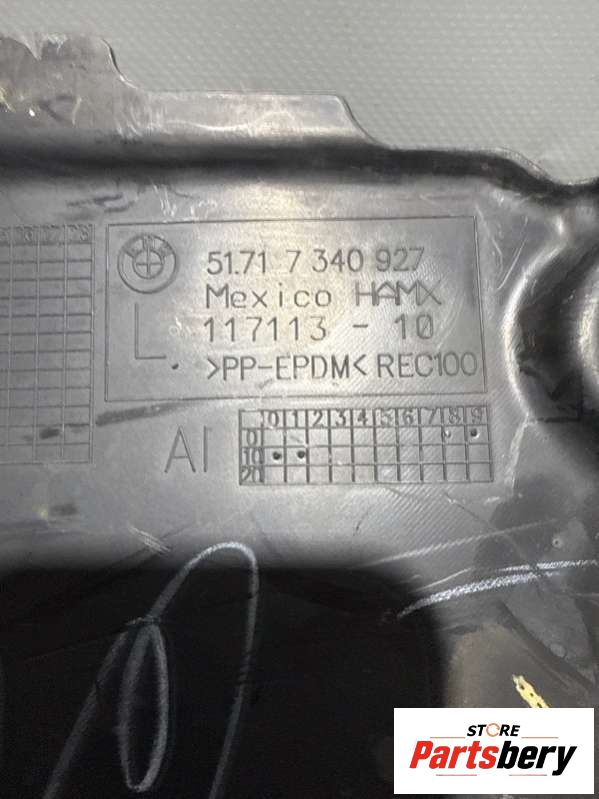 51.71 7 340 927
Mexico HAMX
L 117113 - 10
>PP-EPDM< REC100
AI
0 1 2 3 4 5 6 7 8 9
0
10
20
STORE
Partsbery